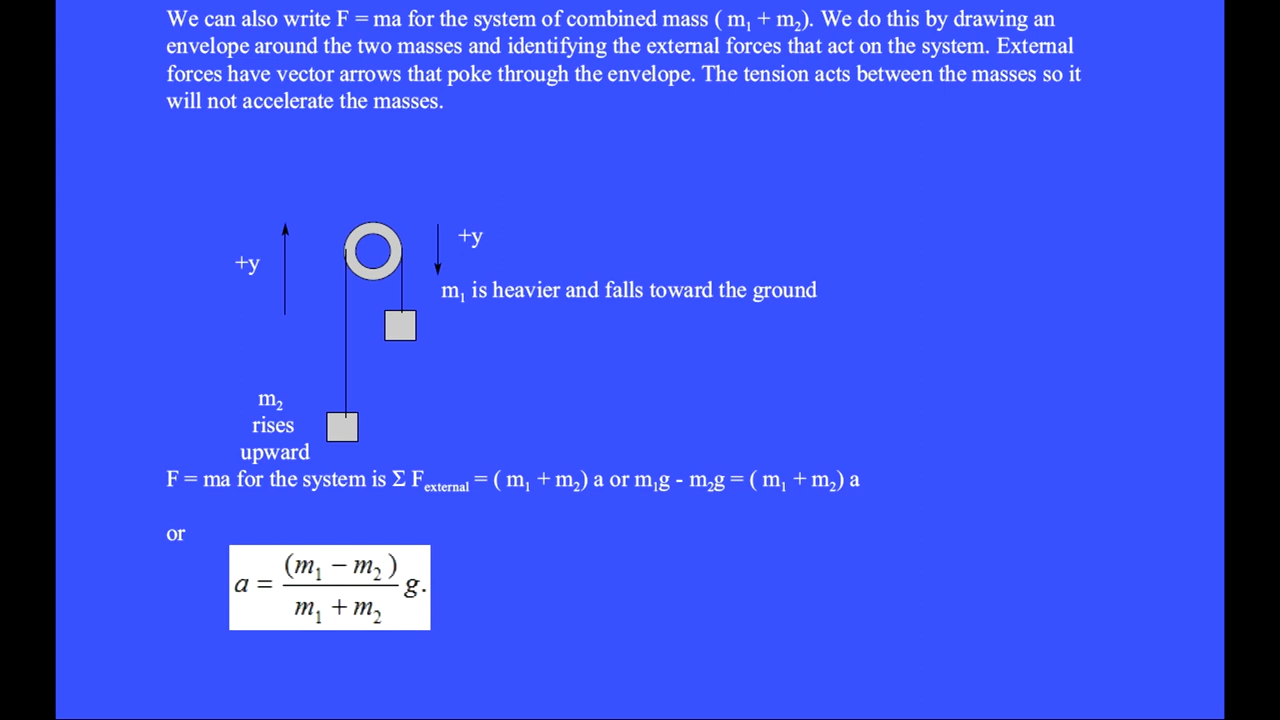 We can also write F = ma for the system of combined mass ( m₁ + m₂). We do this by drawing an
envelope around the two masses and identifying the external forces that act on the system. External
forces have vector arrows that poke through the envelope. The tension acts between the masses so it
will not accelerate the masses.
+y
+y
m₁ is heavier and falls toward the ground
m₂
rises
upward
F = ma for the system is Σ F_external = ( m₁ + m₂) a or m₁g - m₂g = ( m₁ + m₂) a
or
a = (m₁ − m₂) / (m₁ + m₂) g.